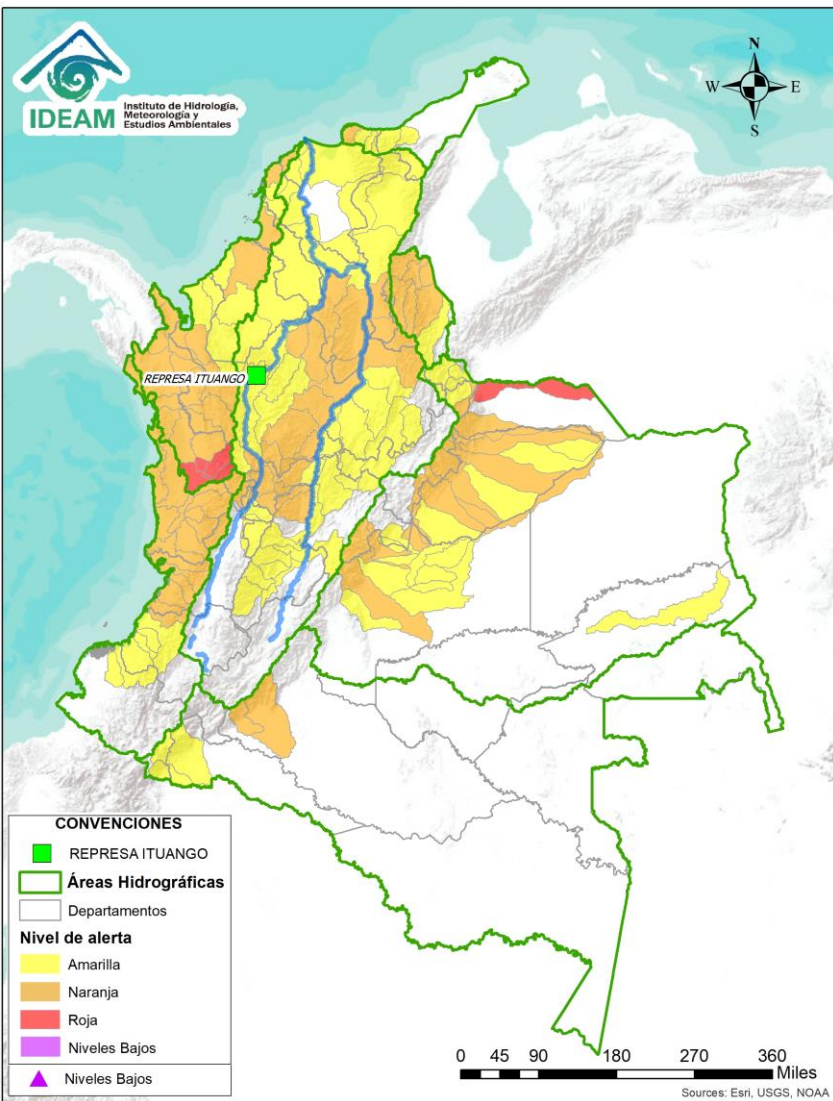 IDEAM
Instituto de Hidrología,
Meteorología y
Estudios Ambientales
N
W
E
S
REPRESA ITUANGO
CONVENCIONES
REPRESA ITUANGO
Áreas Hidrográficas
Departamentos
Nivel de alerta
Amarilla
Naranja
Roja
Niveles Bajos
Niveles Bajos
0 45 90 180 270 360
Miles
Sources: Esri, USGS, NOAA